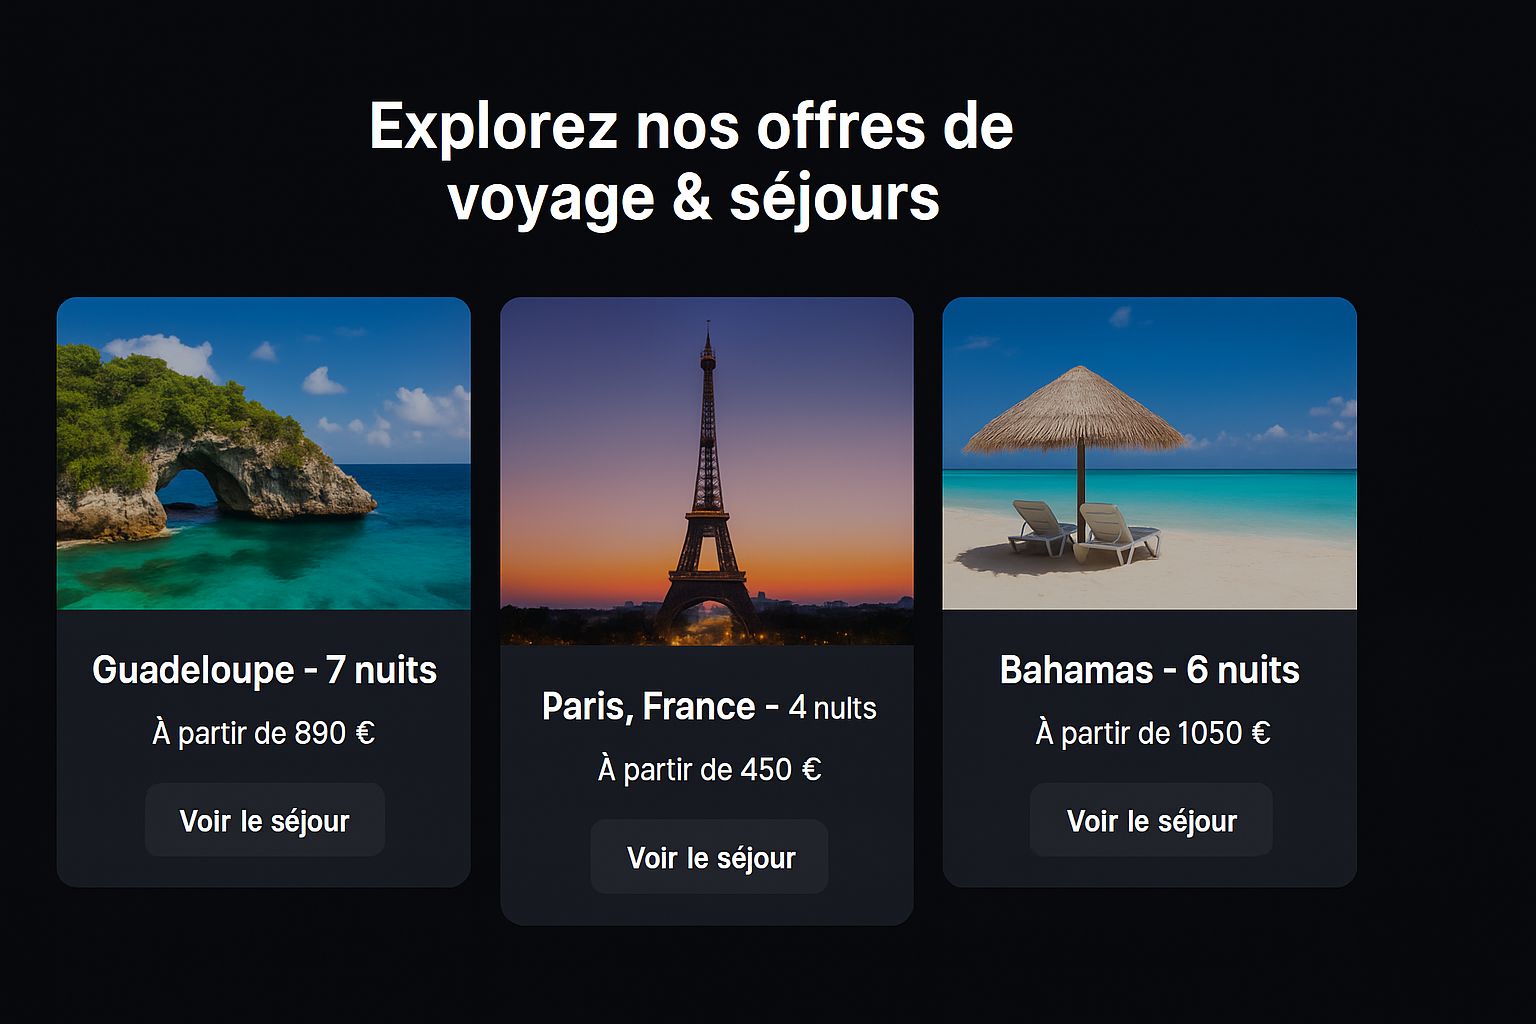 Explorez nos offres de
voyage & séjours
Guadeloupe - 7 nuits
À partir de 890 €
Voir le séjour
Paris, France - 4 nults
À partir de 450 €
Voir le séjour
Bahamas - 6 nuits
À partir de 1050 €
Voir le séjour